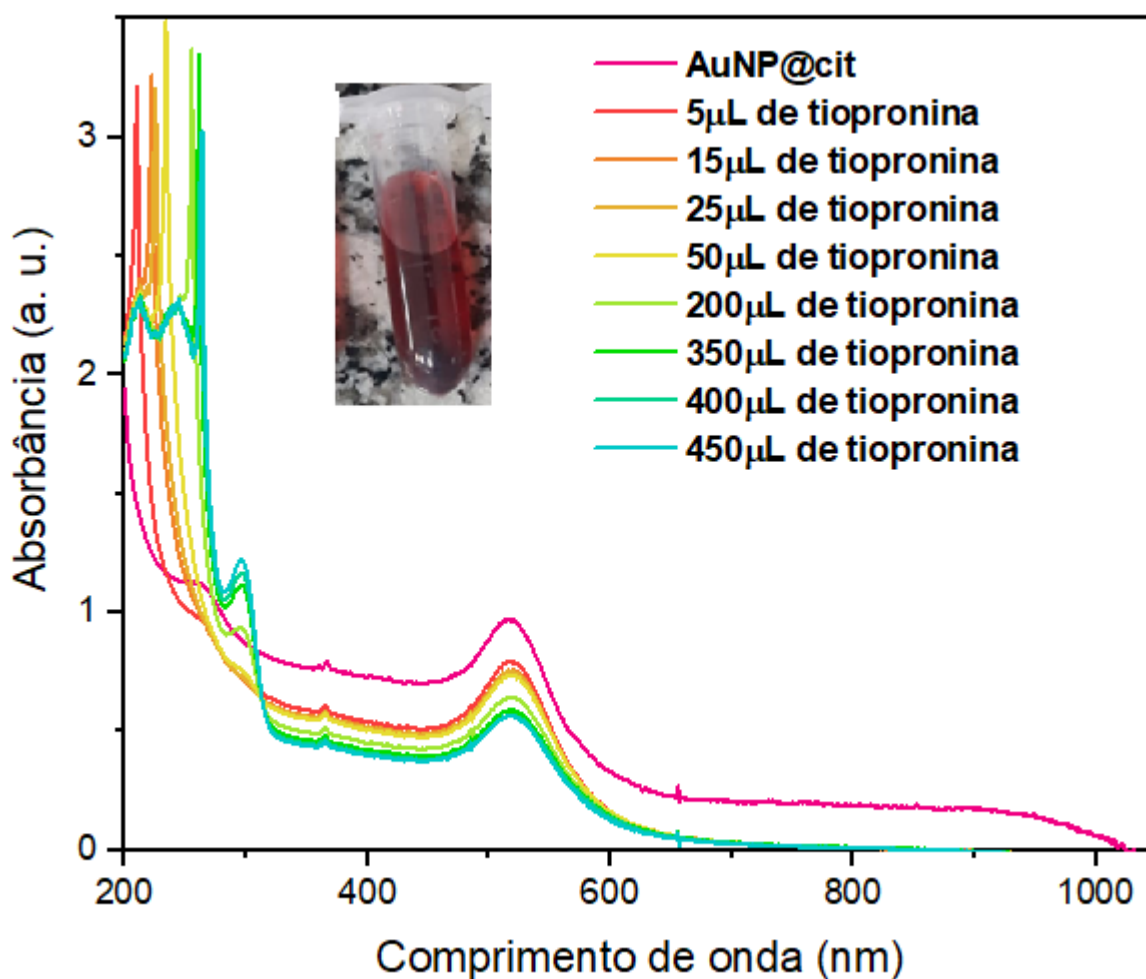 AuNP@cit
5μL de tiopronina
15μL de tiopronina
25μL de tiopronina
50μL de tiopronina
200μL de tiopronina
350μL de tiopronina
400μL de tiopronina
450μL de tiopronina
Absorbância (a. u.)
3
2
1
0
200
400
600
800
1000
Comprimento de onda (nm)